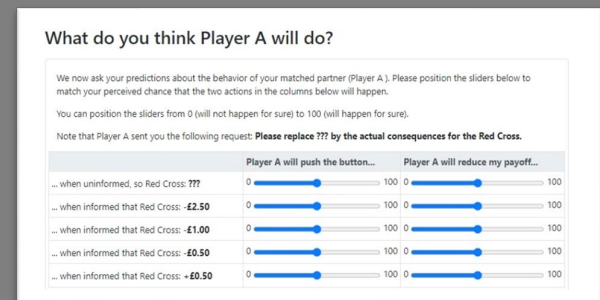 What do you think Player A will do?
We now ask your predictions about the behavior of your matched partner (Player A ). Please position the sliders below to
match your perceived chance that the two actions in the columns below will happen.
You can position the sliders from 0 (will not happen for sure) to 100 (will happen for sure).
Note that Player A sent you the following request: Please replace ??? by the actual consequences for the Red Cross.
Player A will push the button... Player A will reduce my payoff...
... when uninformed, so Red Cross: ??? 0 100 0 100
... when informed that Red Cross: -£2.50 0 100 0 100
... when informed that Red Cross: -£1.00 0 100 0 100
... when informed that Red Cross: -£0.50 0 100 0 100
... when informed that Red Cross: +£0.50 0 100 0 100